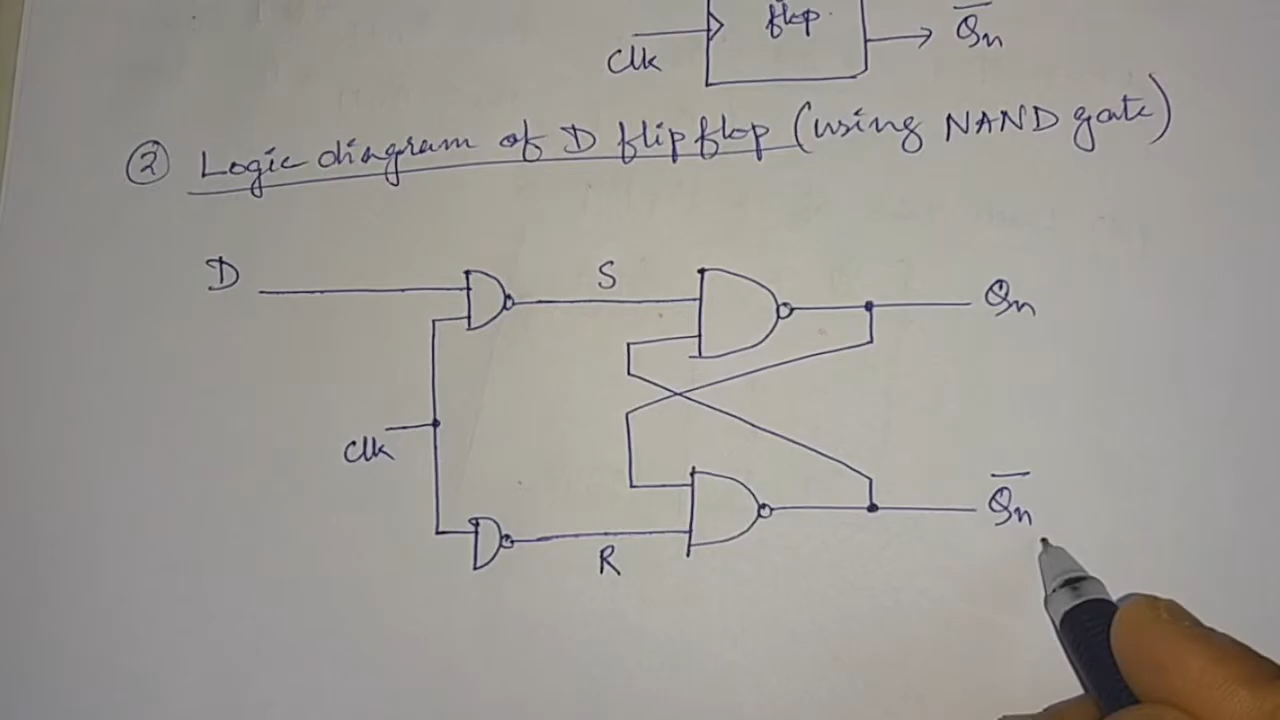 flop.
Clk
Q̅n
② Logic diagram of D flip flop (using NAND gate)
D
S
Qn
Clk
Q̅n
R